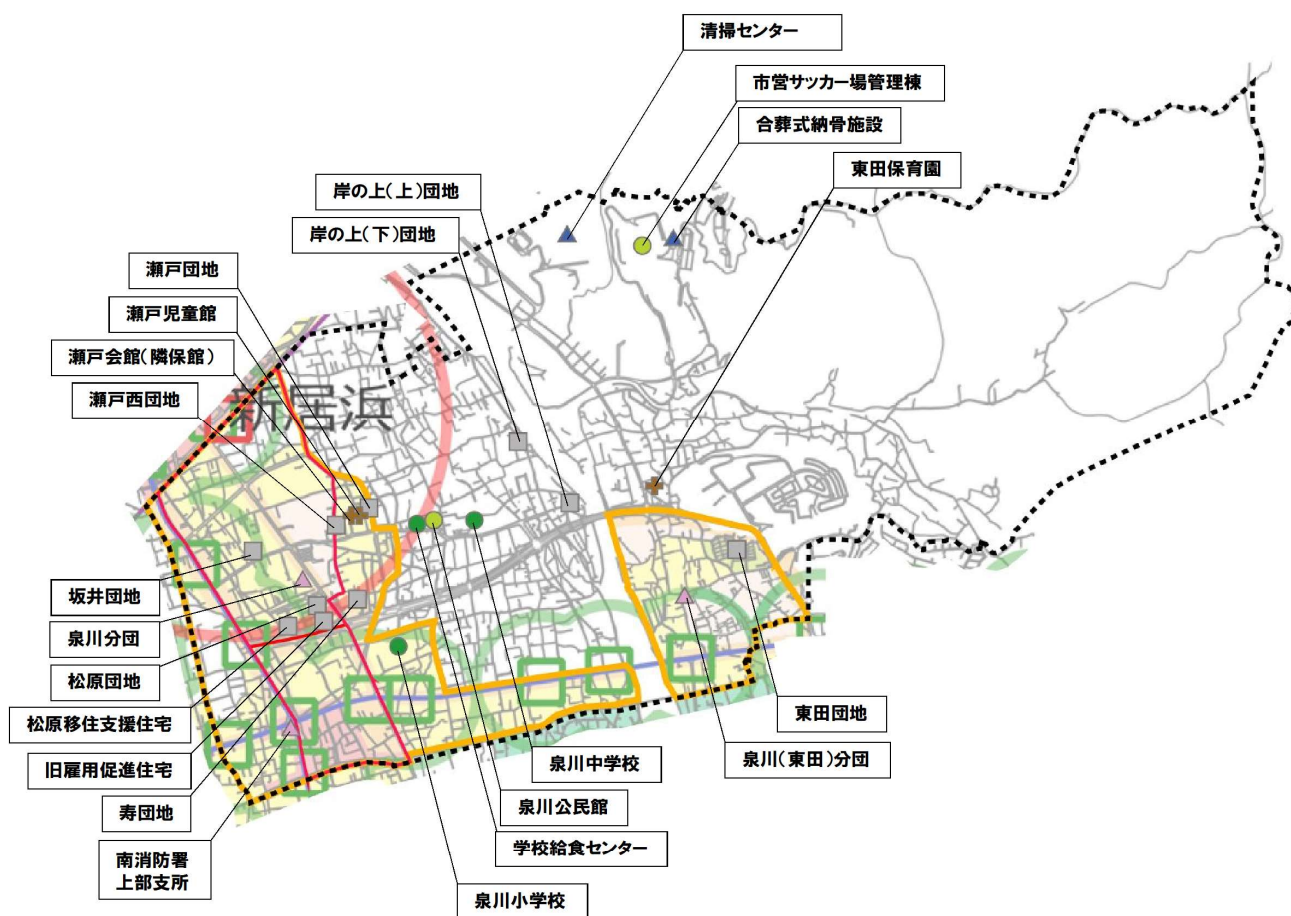 清掃センター
市営サッカー場管理棟
合葬式納骨施設
東田保育園
岸の上(上)団地
岸の上(下)団地
瀬戸団地
瀬戸児童館
瀬戸会館(隣保館)
瀬戸西団地
新居浜
坂井団地
泉川分団
松原団地
松原移住支援住宅
旧雇用促進住宅
寿団地
南消防署
上部支所
東田団地
泉川(東田)分団
泉川中学校
泉川公民館
学校給食センター
泉川小学校